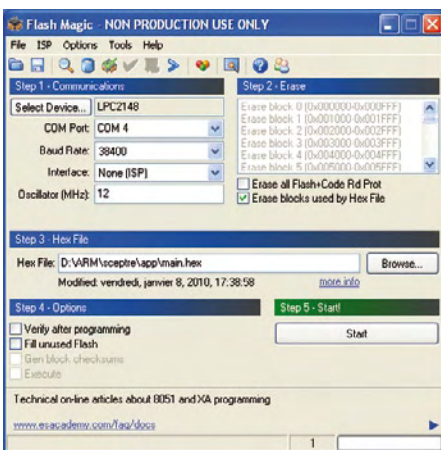 Flash Magic - NON PRODUCTION USE ONLY
File ISP Options Tools Help
Step 1 - Communications
Step 2 - Erase
Select Device... LPC2148
COM Port: COM 4
Baud Rate: 38400
Interface: None (ISP)
Oscillator (MHz): 12
Erase block 0 (0x000000-0x000FFF)
Erase block 1 (0x001000-0x001FFF)
Erase block 2 (0x002000-0x002FFF)
Erase block 3 (0x003000-0x003FFF)
Erase block 4 (0x004000-0x004FFF)
Erase block 5 (0x005000-0x005FFF)
Erase all Flash+Code Rd Prot
Erase blocks used by Hex File
Step 3 - Hex File
Hex File: D:\ARM\sceptre\app\main.hex Browse...
Modified: vendredi, janvier 8, 2010, 17:38:58 more info
Step 4 - Options
Step 5 - Start!
Verify after programming
Fill unused Flash
Gen block checksums
Execute
Start
Technical on-line articles about 8051 and XA programming
www.esacademy.com/faq/docs
1